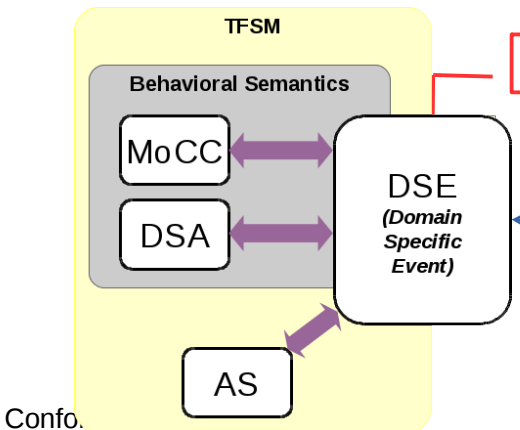 TFSM
Behavioral Semantics
MoCC
DSA
DSE
(Domain
Specific
Event)
AS